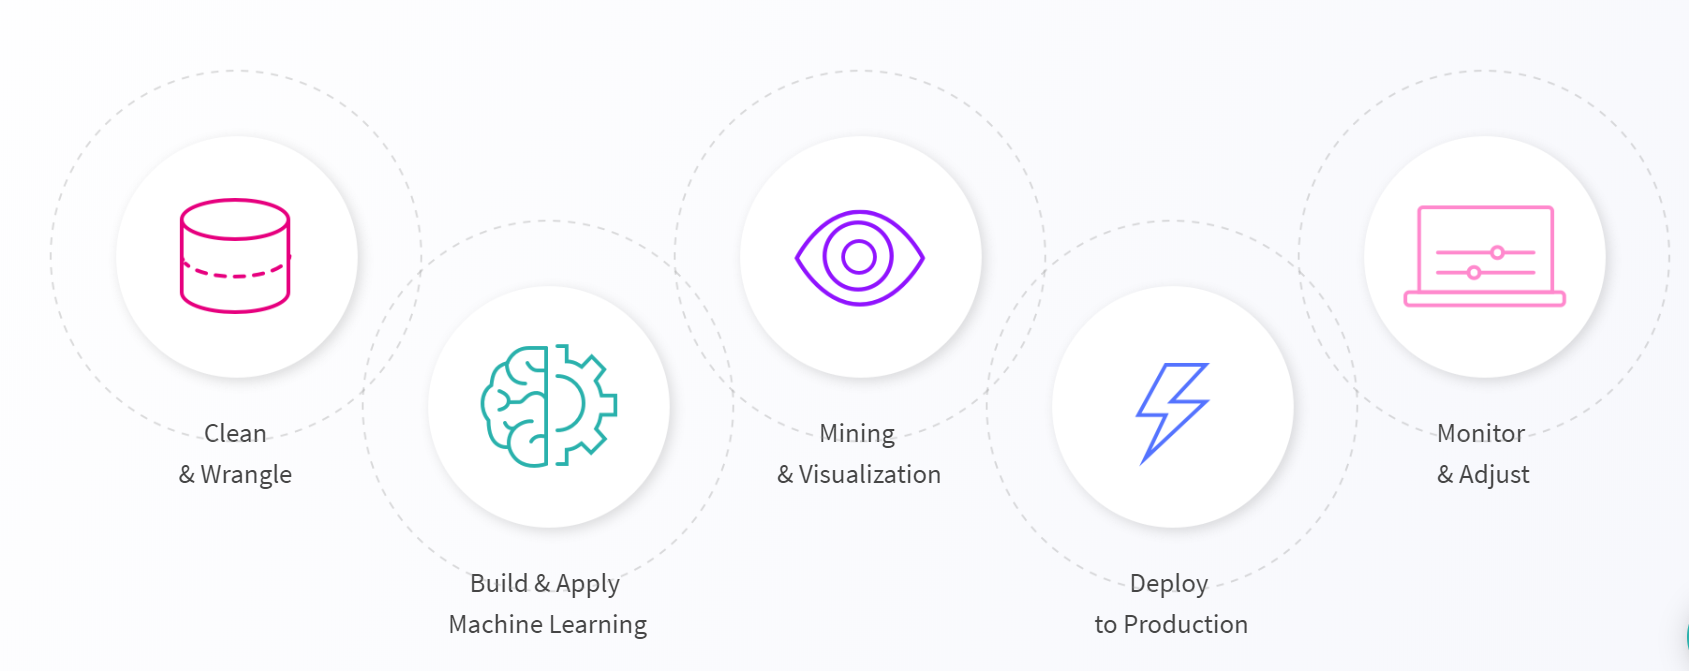 Clean
& Wrangle
Build & Apply
Machine Learning
Mining
& Visualization
Deploy
to Production
Monitor
& Adjust